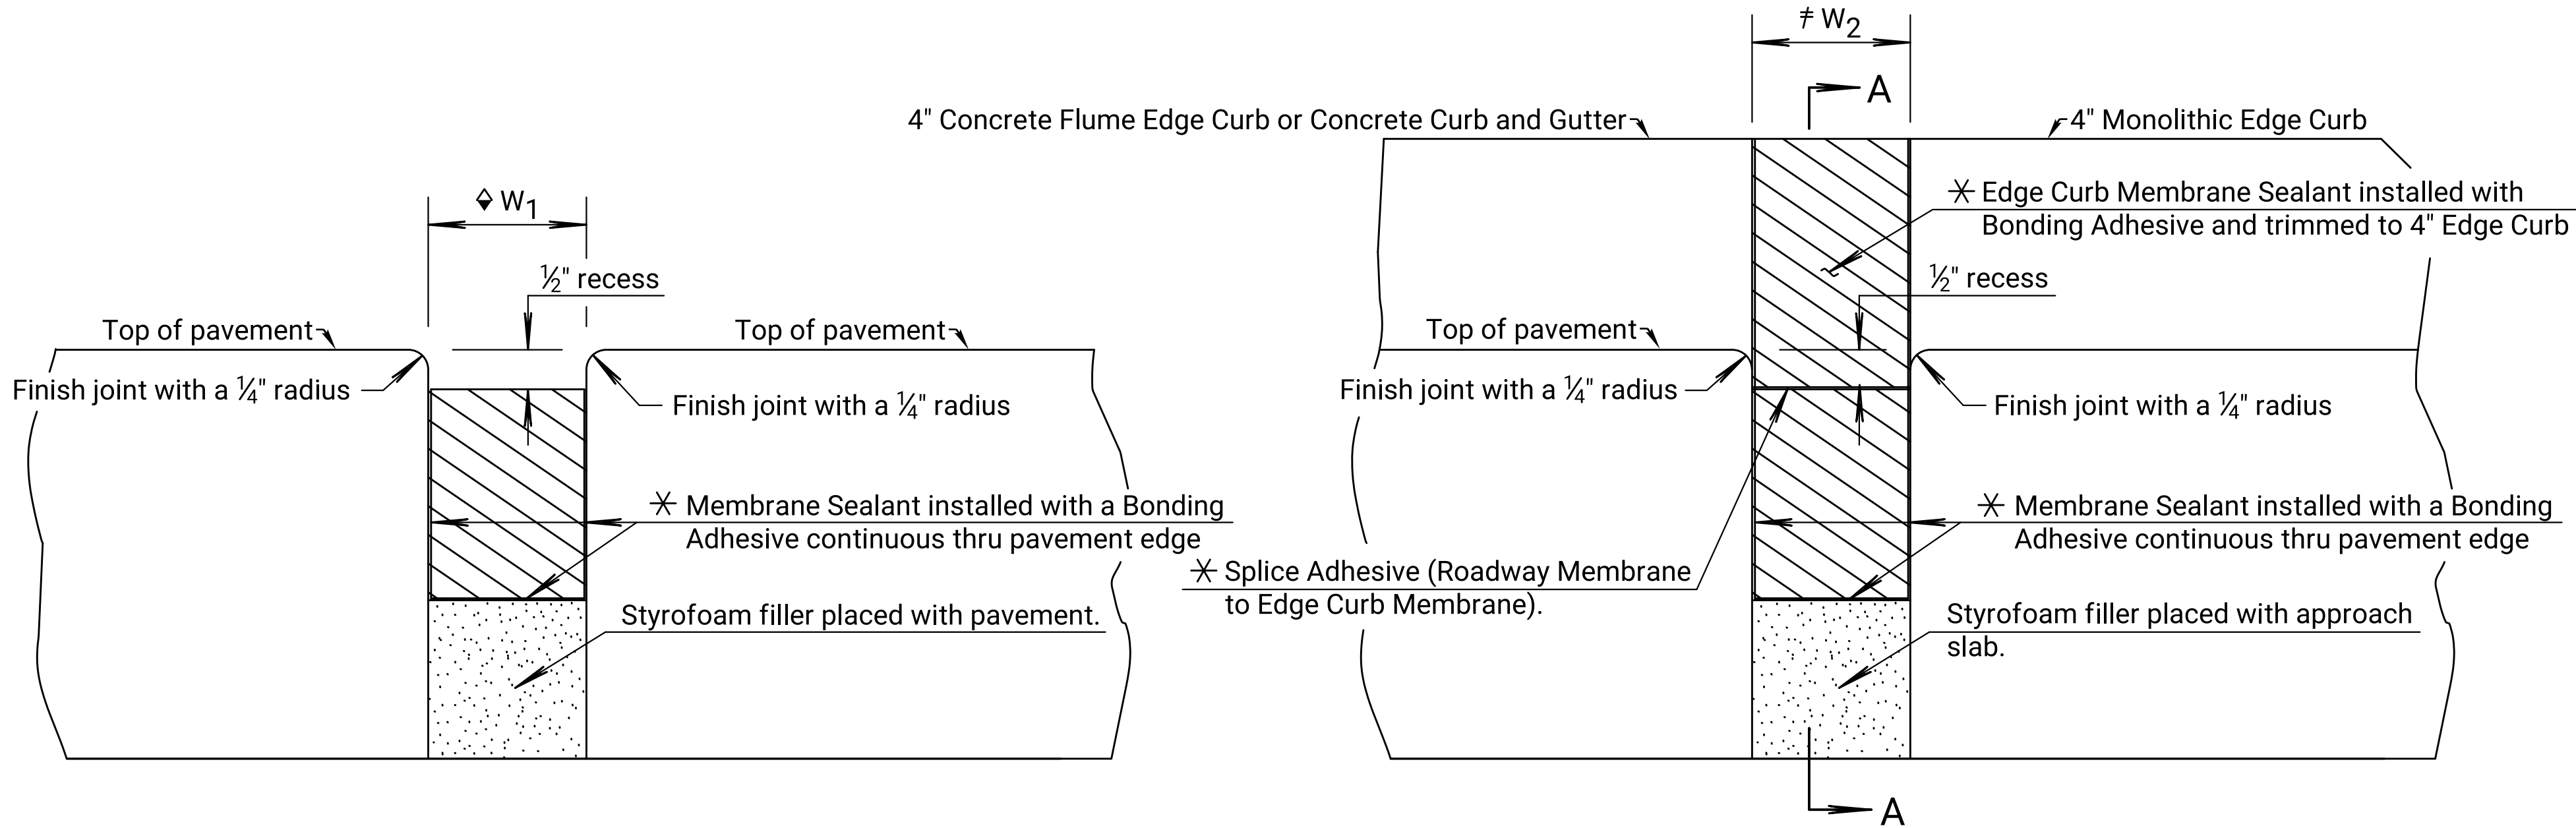 ◊ W1
½" recess
Top of pavement
Top of pavement
Finish joint with a ¼" radius
Finish joint with a ¼" radius
* Membrane Sealant installed with a Bonding
Adhesive continuous thru pavement edge
Styrofoam filler placed with pavement.
≠ W2
A
4" Concrete Flume Edge Curb or Concrete Curb and Gutter
4" Monolithic Edge Curb
* Edge Curb Membrane Sealant installed with
Bonding Adhesive and trimmed to 4" Edge Curb
½" recess
Top of pavement
Finish joint with a ¼" radius
Finish joint with a ¼" radius
* Membrane Sealant installed with a Bonding
Adhesive continuous thru pavement edge
* Splice Adhesive (Roadway Membrane
to Edge Curb Membrane).
Styrofoam filler placed with approach
slab.
A